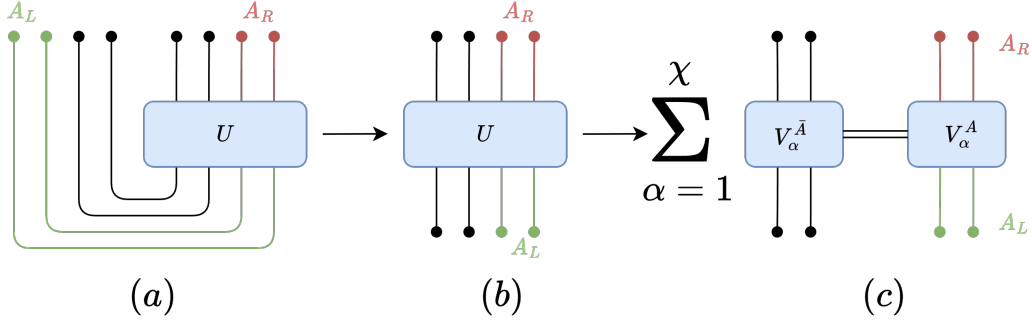 A_L A_R
U
(a)
A_R
U
A_L
(b)
χ
∑
α = 1
V_α^{Ā} V_α^A
A_R
A_L
(c)